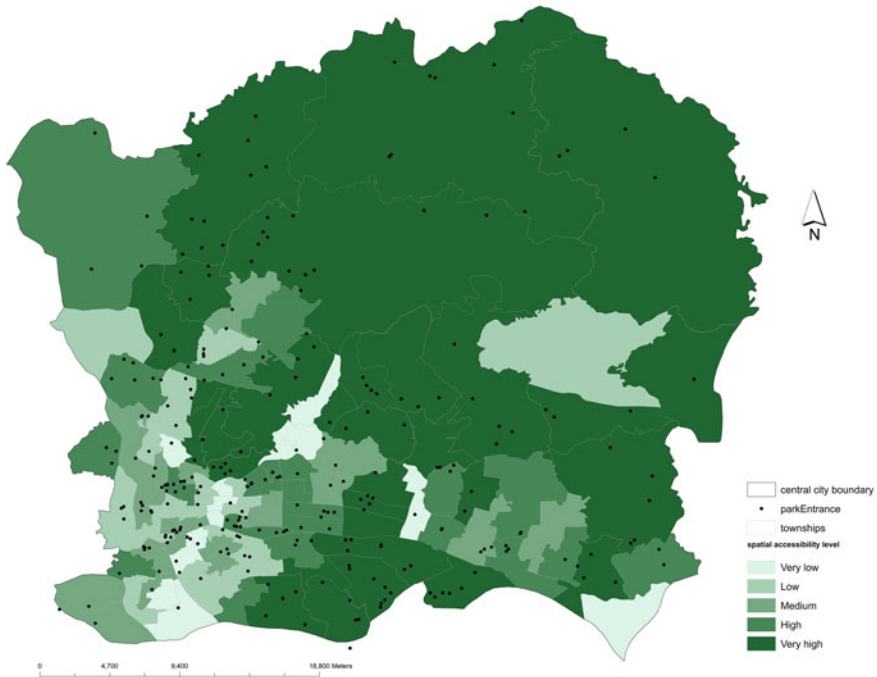 N
central city boundary
parkEntrance
townships
spatial accessibility level
Very low
Low
Medium
High
Very high
0 4,700 9,400 18,800 Meters